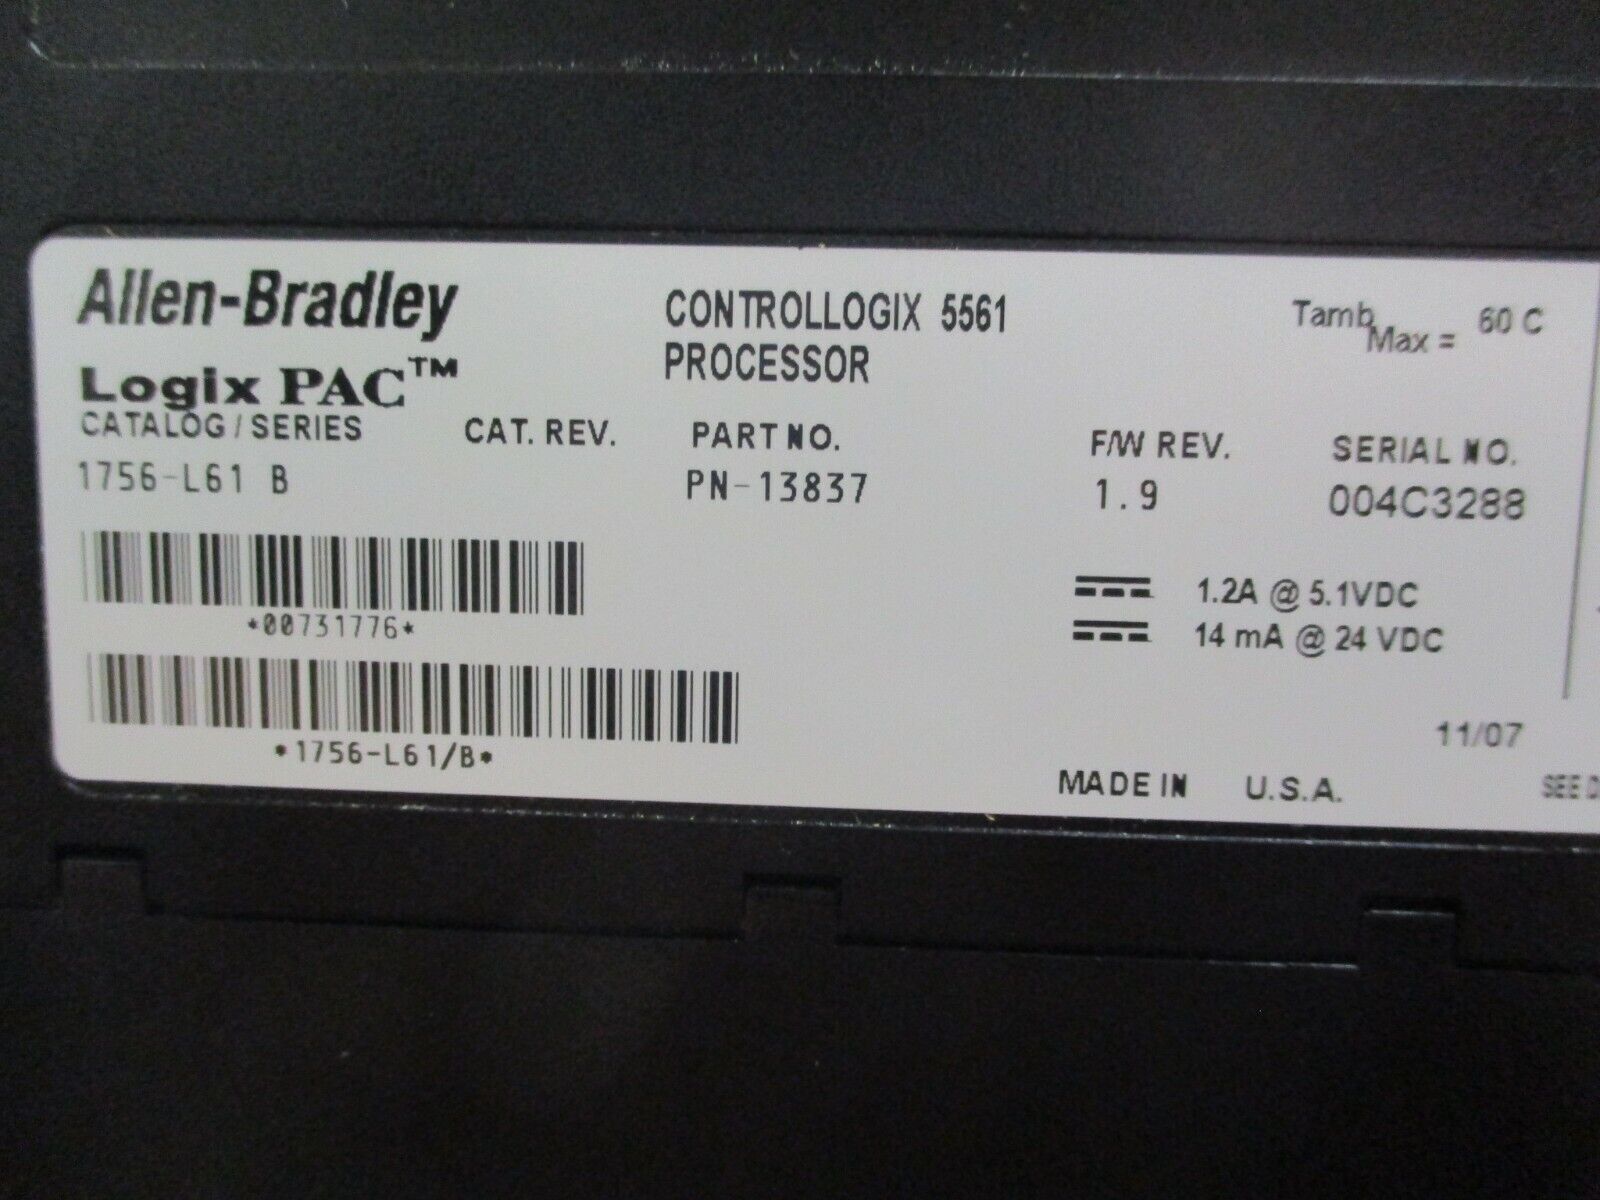 Allen-Bradley
Logix PAC™
CONTROLLOGIX 5561
PROCESSOR
Tamb Max = 60 C
CATALOG / SERIES CAT. REV. PART NO. F/W REV. SERIAL NO.
1756-L61 B PN-13837 1.9 004C3288
*00731776*
1.2A @ 5.1VDC
14 mA @ 24 VDC
*1756-L61/B*
11/07
MADE IN U.S.A.
SEE